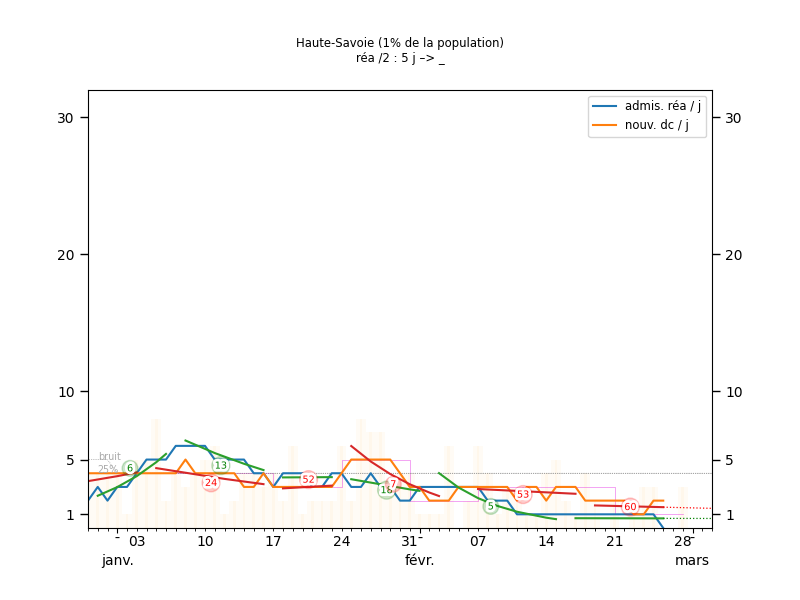 Haute-Savoie (1% de la population)
réa /2 : 5 j –> _
admis. réa / j
nouv. dc / j
30 30
20 20
10 10
5 5
1 1
bruit
25%
6 13 24 52 7 5 53 60
03 10 17 24 31 07 14 21 28
janv. févr. mars